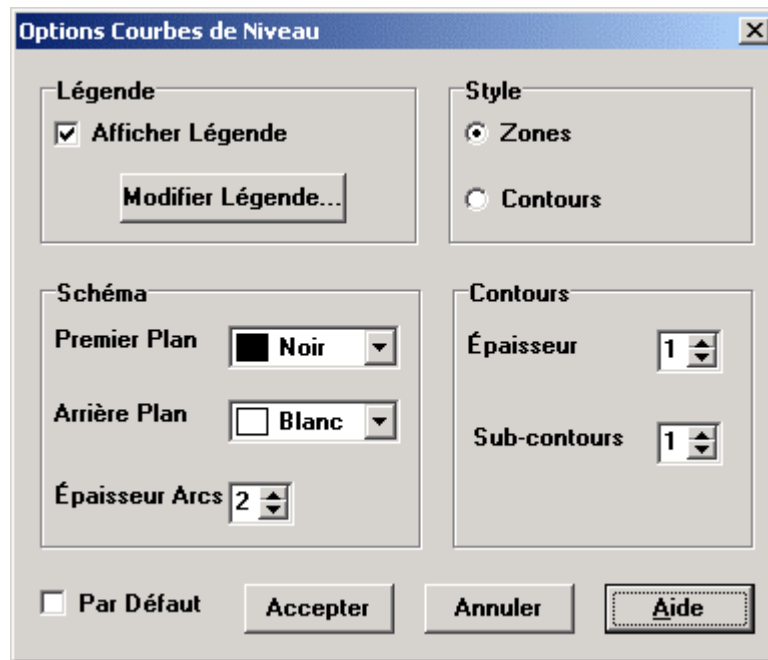 Options Courbes de Niveau
Légende
Afficher Légende
Modifier Légende...
Style
Zones
Contours
Schéma
Premier Plan
Noir
Arrière Plan
Blanc
Épaisseur Arcs
2
Contours
Épaisseur
1
Sub-contours
1
Par Défaut
Accepter
Annuler
Aide